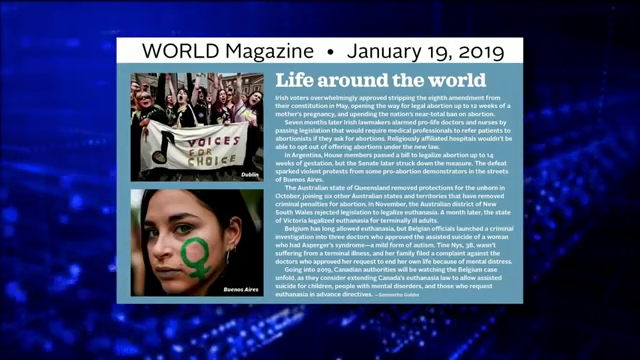 WORLD Magazine • January 19, 2019
Life around the world
Irish voters overwhelmingly approved stripping the eighth amendment from
their constitution in May, opening the way for legal abortion up to 12 weeks of a
mother's pregnancy, and upending the nation's near-total ban on abortion.
Seven months later Irish lawmakers alarmed pro-life doctors and nurses by
passing legislation that would require medical professionals to refer patients to
abortionists if they ask for abortions. Religiously affiliated hospitals wouldn't be
able to opt out of offering abortions under the new law.
In Argentina, House members passed a bill to legalize abortion up to 14
weeks of gestation, but the Senate later struck down the measure. The defeat
sparked violent protests from some pro-abortion demonstrators in the streets
of Buenos Aires.
The Australian state of Queensland removed protections for the unborn in
October, joining six other Australian states and territories that have removed
criminal penalties for abortion. In November, the Australian district of New
South Wales rejected legislation to legalize euthanasia. A month later, the state
of Victoria legalized euthanasia for terminally ill adults.
Belgium has long allowed euthanasia, but Belgian officials launched a criminal
investigation into three doctors who approved the assisted suicide of a woman
who had Asperger's syndrome—a mild form of autism. Tine Nys, 38, wasn't
suffering from a terminal illness, and her family filed a complaint against the
doctors who approved her request to end her own life because of mental distress.
Going into 2019, Canadian authorities will be watching the Belgium case
unfold, as they consider extending Canada's euthanasia law to allow assisted
suicide for children, people with mental disorders, and those who request
euthanasia in advance directives. —Samantha Gobba
VOICES
FOR
CHOICE
Dublin
Buenos Aires